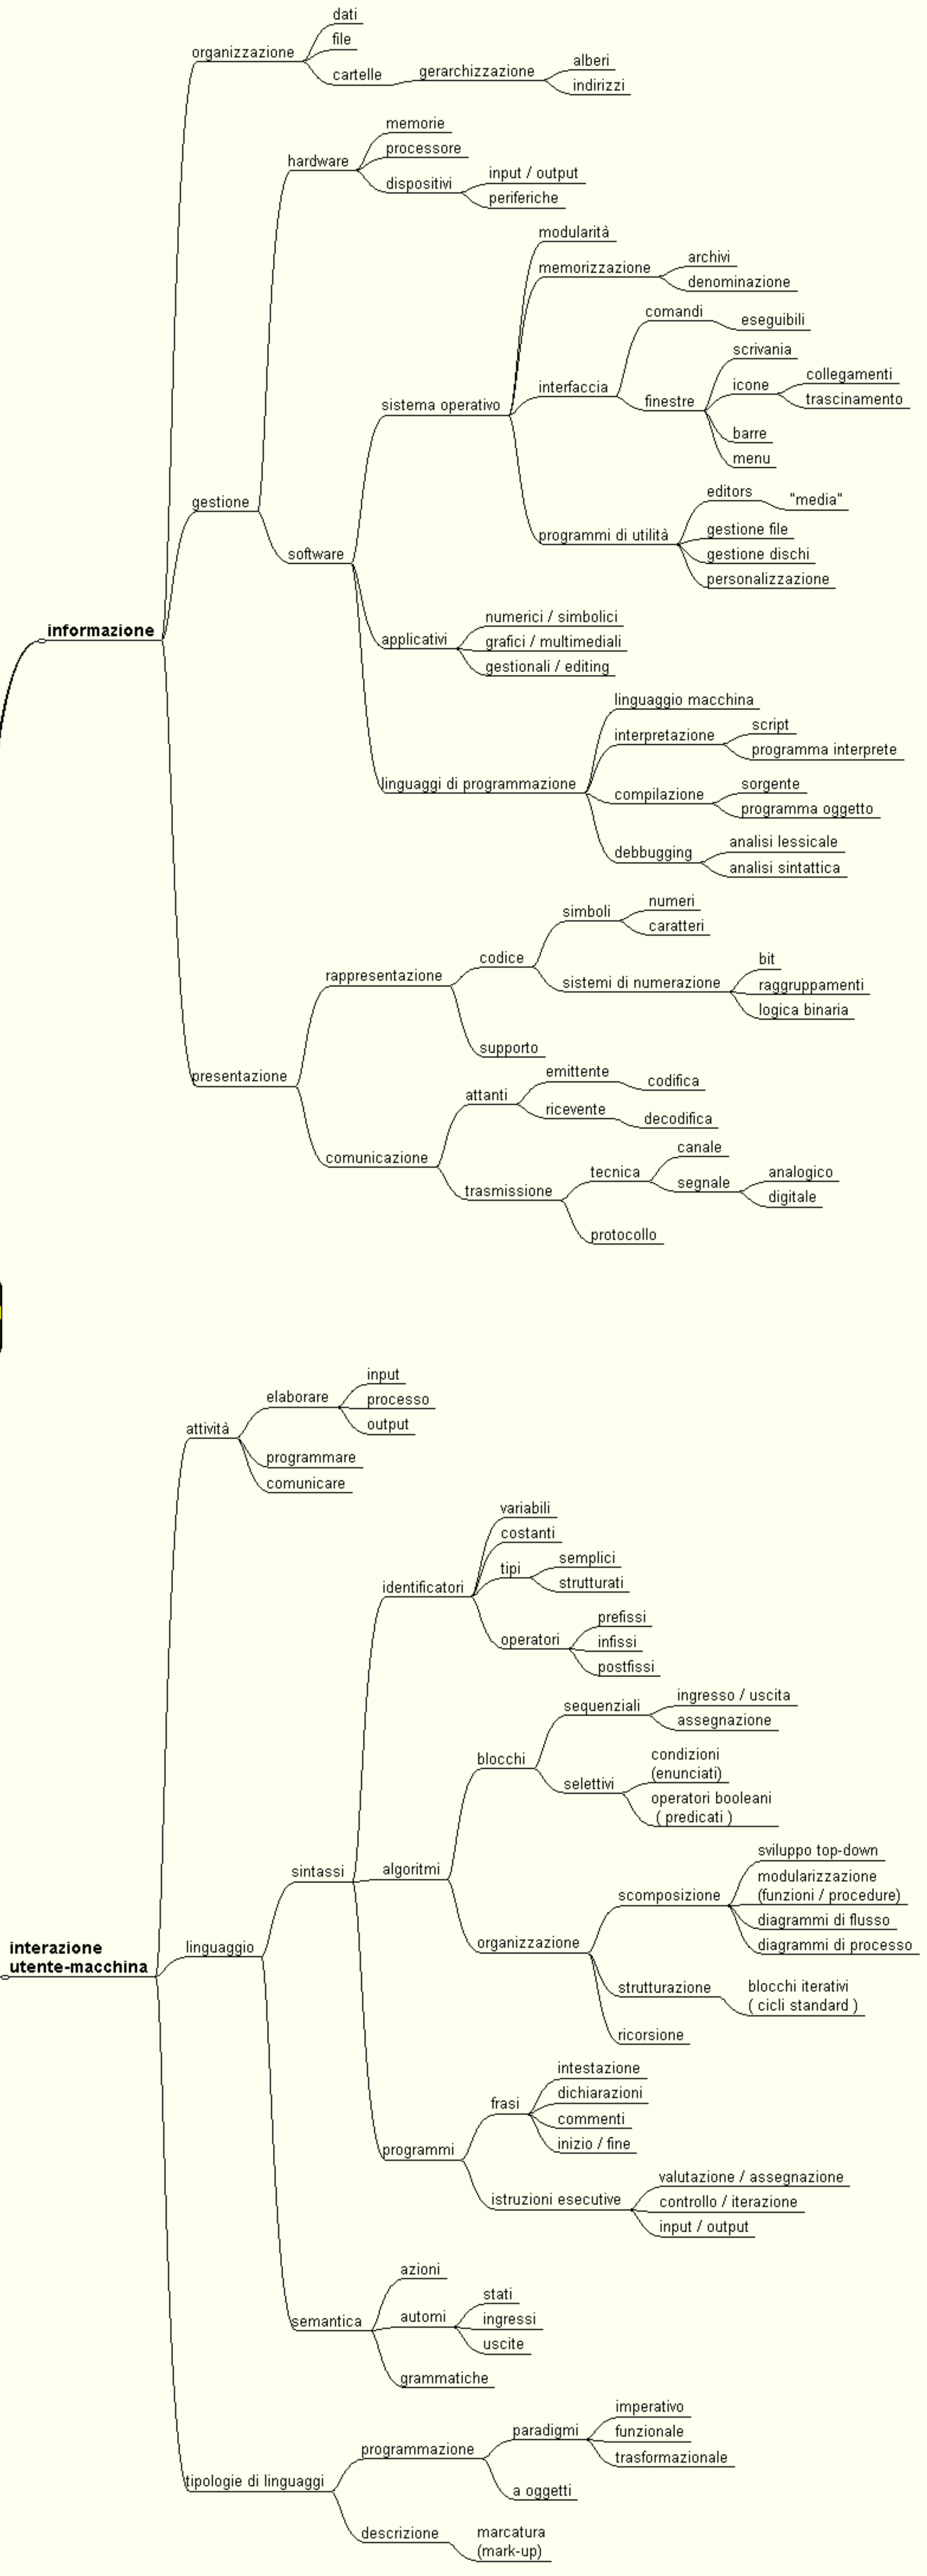 dati
file
organizzazione
cartelle
gerarchizzazione
alberi
indirizzi
memorie
processore
hardware
dispositivi
input / output
periferiche
modularità
memorizzazione
archivi
denominazione
comandi
eseguibili
scrivania
interfaccia
icone
collegamenti
trascinamento
finestre
barre
menu
sistema operativo
editors
"media"
gestione
programmi di utilità
gestione file
gestione dischi
personalizzazione
software
informazione
applicativi
numerici / simbolici
grafici / multimediali
gestionali / editing
linguaggio macchina
interpretazione
script
programma interprete
linguaggi di programmazione
compilazione
sorgente
programma oggetto
debbugging
analisi lessicale
analisi sintattica
simboli
numeri
caratteri
codice
rappresentazione
sistemi di numerazione
bit
raggruppamenti
logica binaria
supporto
presentazione
attanti
emittente
codifica
ricevente
decodifica
comunicazione
trasmissione
tecnica
canale
segnale
analogico
digitale
protocollo
attività
elaborare
input
processo
output
programmare
comunicare
variabili
costanti
identificatori
tipi
semplici
strutturati
operatori
prefissi
infissi
postfissi
sequenziali
ingresso / uscita
assegnazione
blocchi
selettivi
condizioni
(enunciati)
operatori booleani
( predicati )
sintassi
algoritmi
scomposizione
sviluppo top-down
modularizzazione
(funzioni / procedure)
diagrammi di flusso
diagrammi di processo
organizzazione
interazione
utente-macchina
linguaggio
strutturazione
blocchi iterativi
( cicli standard )
ricorsione
frasi
intestazione
dichiarazioni
commenti
inizio / fine
programmi
istruzioni esecutive
valutazione / assegnazione
controllo / iterazione
input / output
azioni
semantica
automi
stati
ingressi
uscite
grammatiche
programmazione
paradigmi
imperativo
funzionale
trasformazionale
a oggetti
tipologie di linguaggi
descrizione
marcatura
(mark-up)